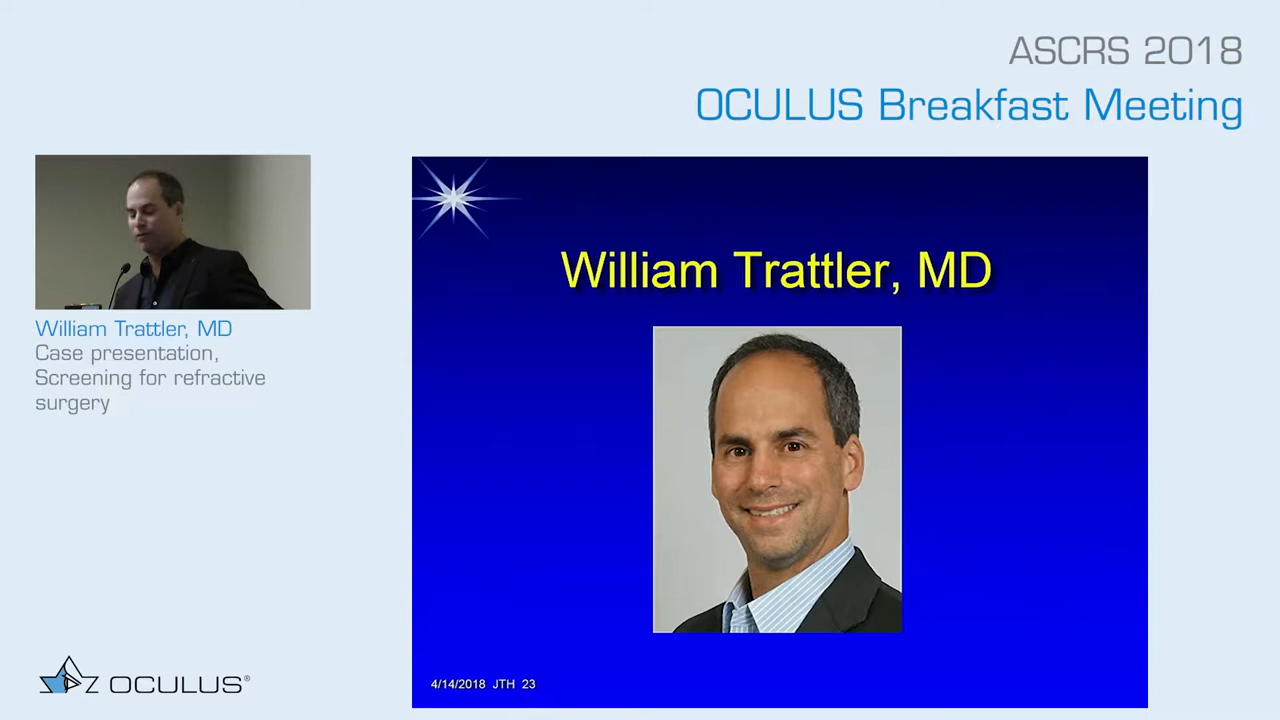 ASCRS 2018
OCULUS Breakfast Meeting
William Trattler, MD
Case presentation,
Screening for refractive
surgery
William Trattler, MD
4/14/2018 JTH 23
OCULUS®